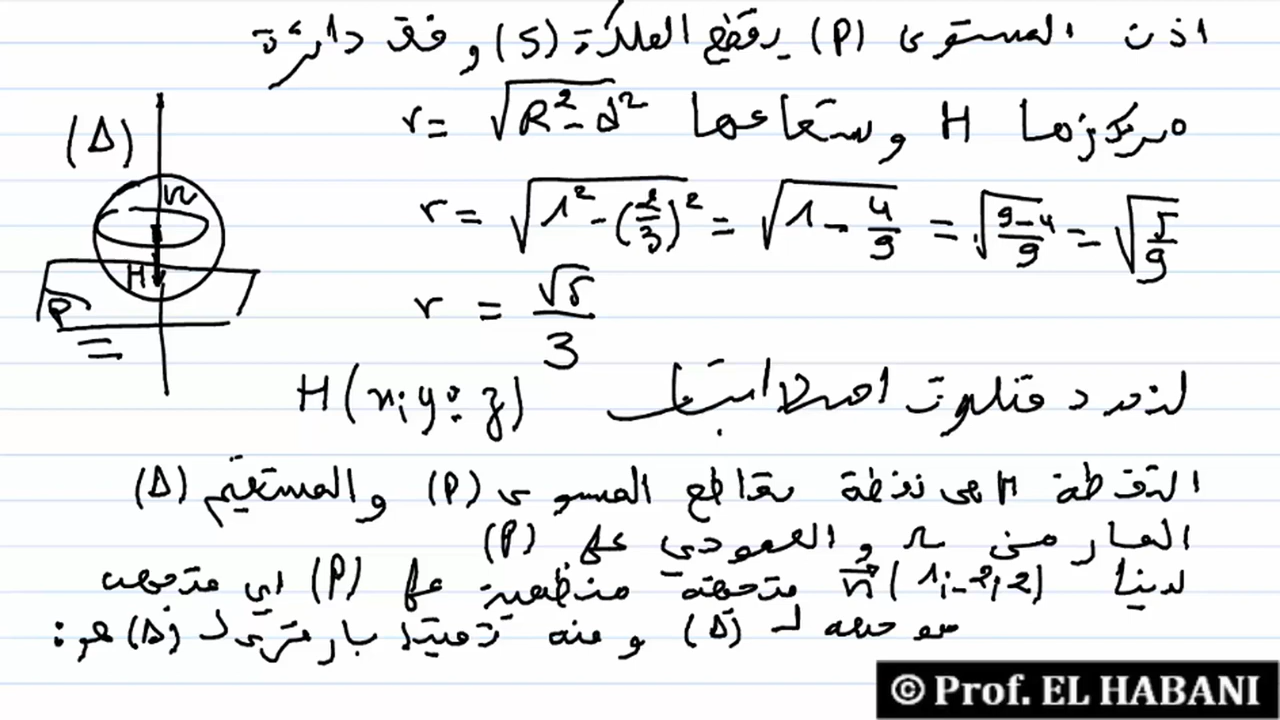 اذن المستوى (P) يقطع الفلكة (S) وفق دائرة
مركزها H وشعاعها r = √(R² - d²)
r = √(1² - (2/3)²) = √(1 - 4/9) = √((9-4)/9) = √(5/9)
r = √5/3
لنحدد مثلوث احداثيات H(x;y;z)
النقطة H هي نقطة تقاطع المستوى (P) والمستقيم (Δ)
المار من Ω و العمودي على (P)
لدينا n(1;-2;2) متجهة منظمية على (P) اي متجهة
موجهة لـ (Δ) ومنه تمثيل بارمتري لـ (Δ) هو:
(Δ)
Ω
H
P
© Prof. EL HABANI